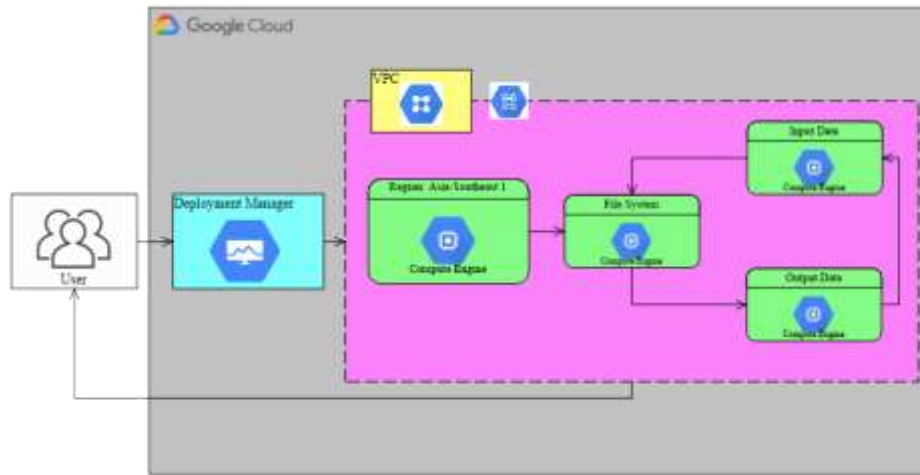 Google Cloud
VPC
Input Data
Compute Engine
Deployment Manager
Region: Asia Southeast 1
Compute Engine
File System
Compute Engine
User
Output Data
Compute Engine